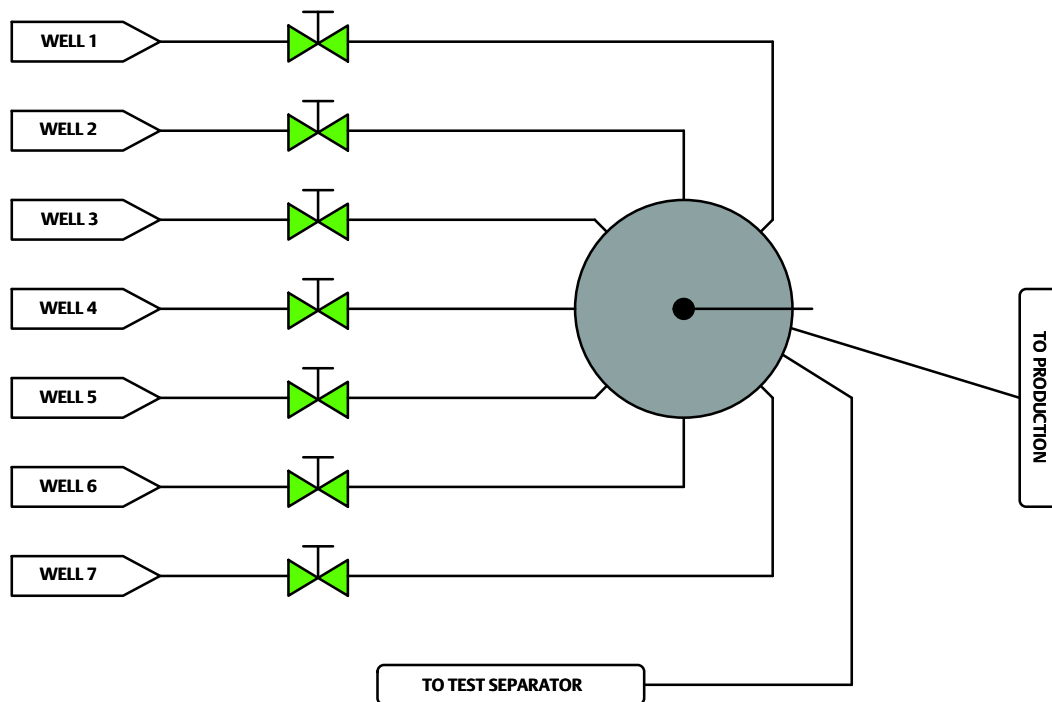 WELL 1
WELL 2
WELL 3
WELL 4
WELL 5
WELL 6
WELL 7
TO PRODUCTION
TO TEST SEPARATOR